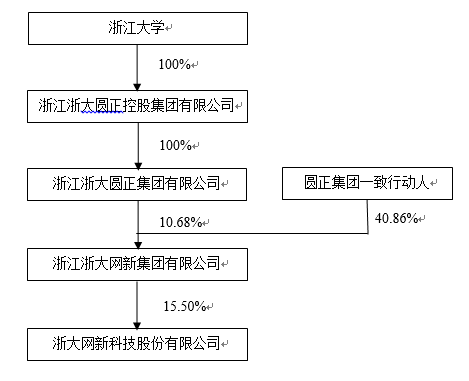 浙江大学
100%
浙江浙大圆正控股集团有限公司
100%
浙江浙大圆正集团有限公司
圆正集团一致行动人
10.68%
40.86%
浙江浙大网新集团有限公司
15.50%
浙大网新科技股份有限公司